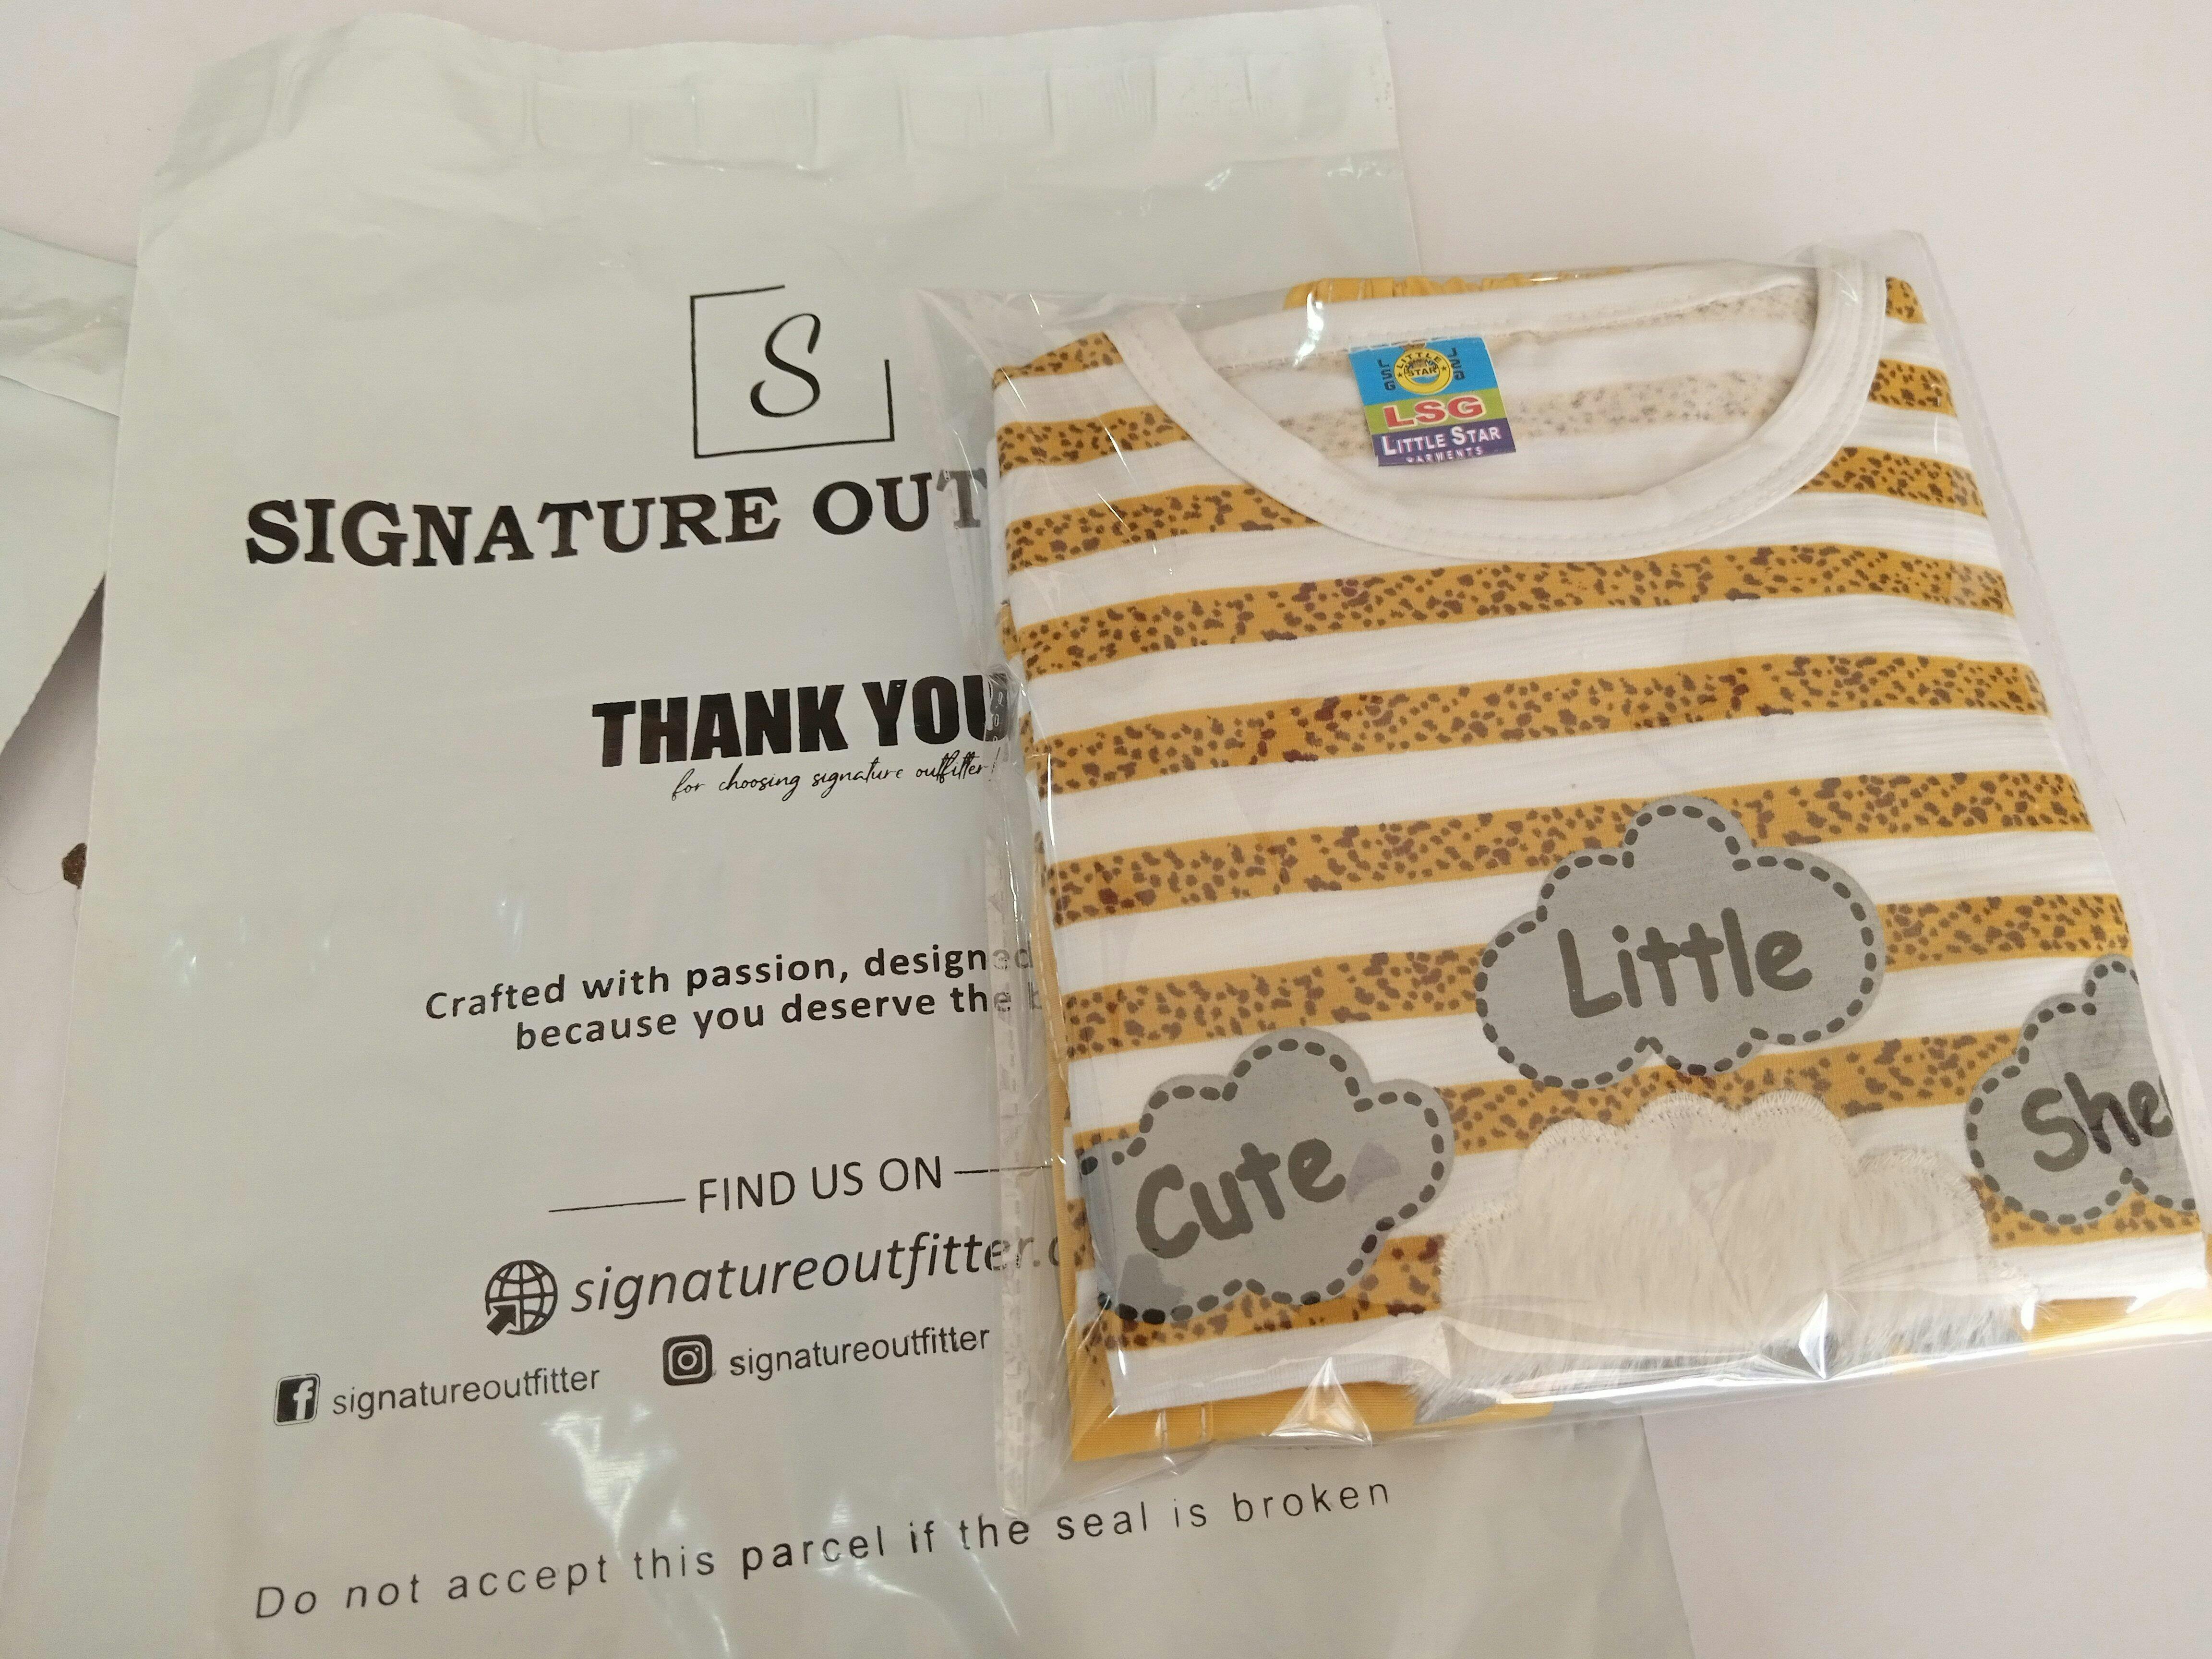 S
SIGNATURE OUT
THANK YOU
for choosing signature outfitter!
Crafted with passion, designed
because you deserve the b
FIND US ON
signatureoutfitter.c
signatureoutfitter
signatureoutfitter
Do not accept this parcel if the seal is broken
LSG
LITTLE
STAR
LSG
LSG
LITTLE STAR
GARMENTS
Little
Cute
She